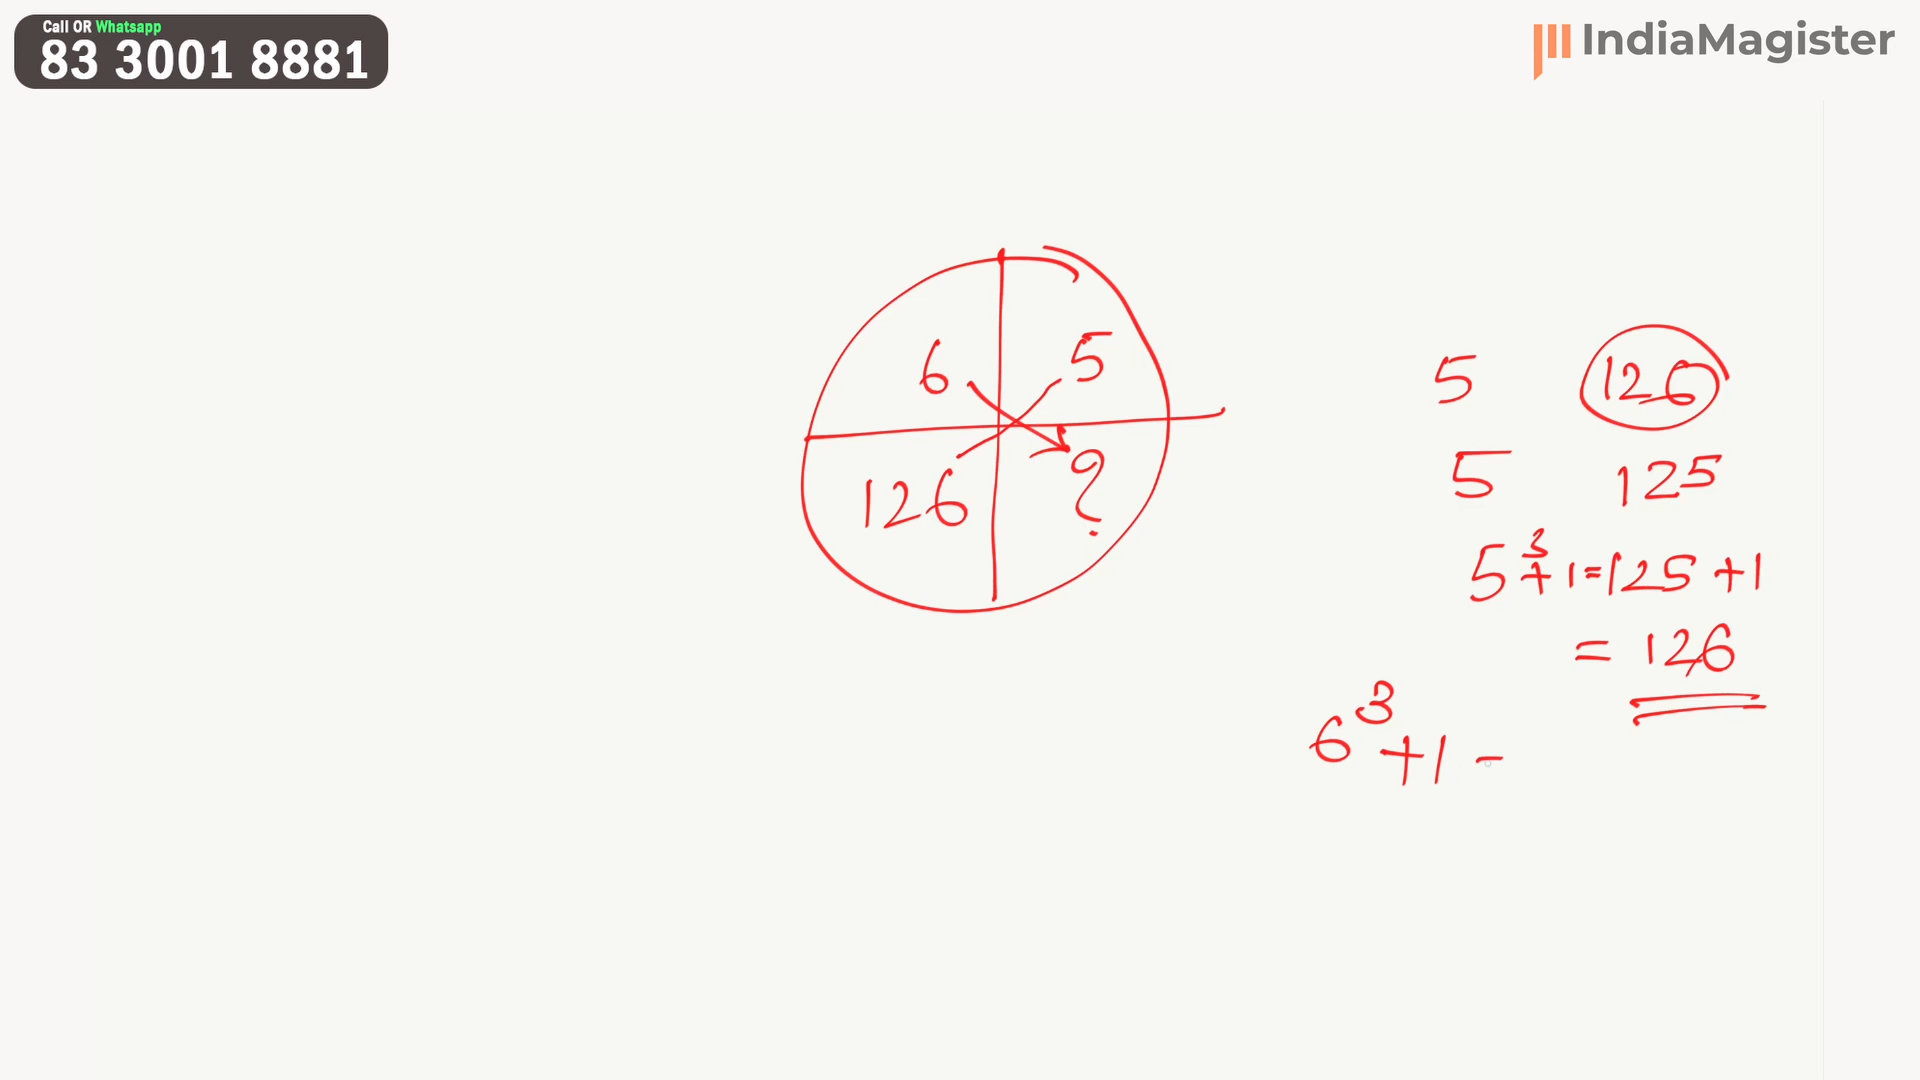 Call OR Whatsapp
83 3001 8881
IndiaMagister
6 5
126 ?
5 126
5 125
5³+1=125+1
= 126
6³+1 -